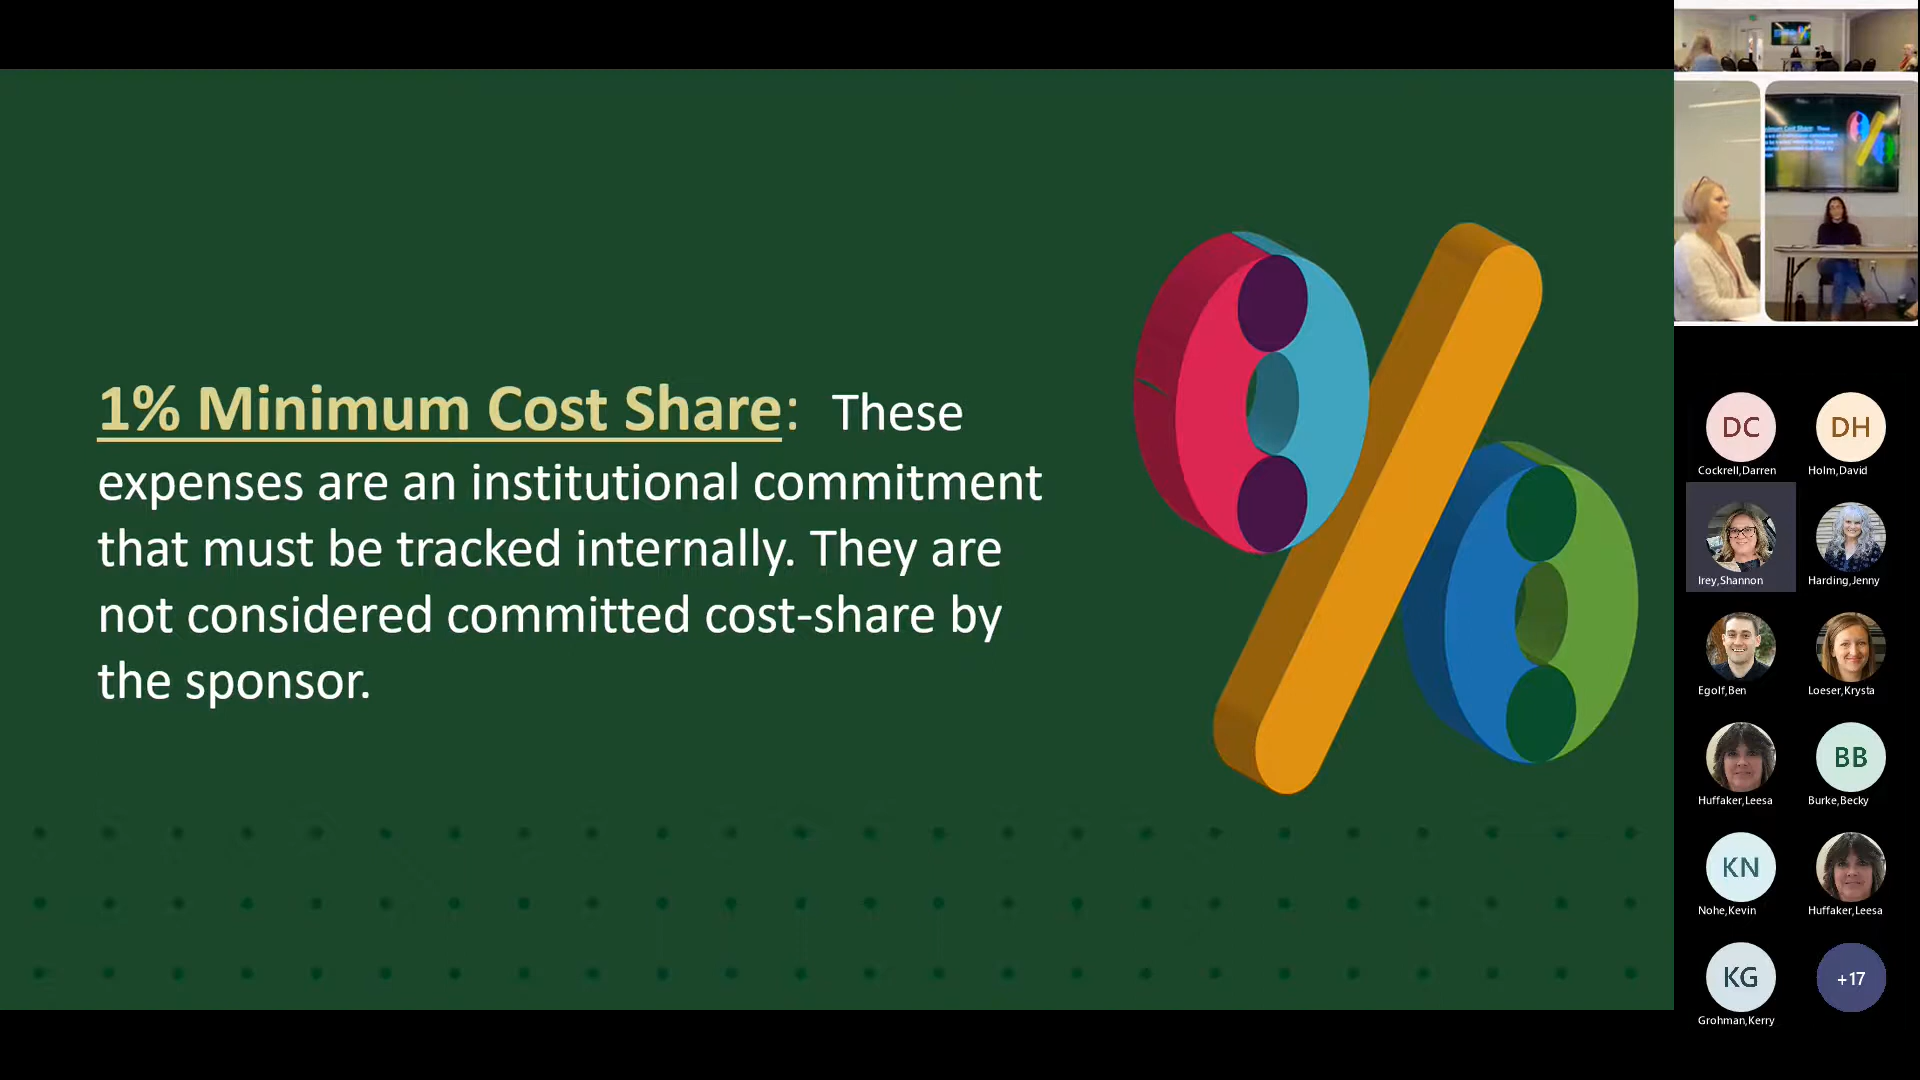 1% Minimum Cost Share: These
expenses are an institutional commitment
that must be tracked internally. They are
not considered committed cost-share by
the sponsor.
DC
DH
Cockrell,Darren
Holm,David
Irey,Shannon
Harding,Jenny
Egolf,Ben
Loeser,Krysta
BB
Huffaker,Leesa
Burke,Becky
KN
Nohe,Kevin
Huffaker,Leesa
KG
+17
Grohman,Kerry